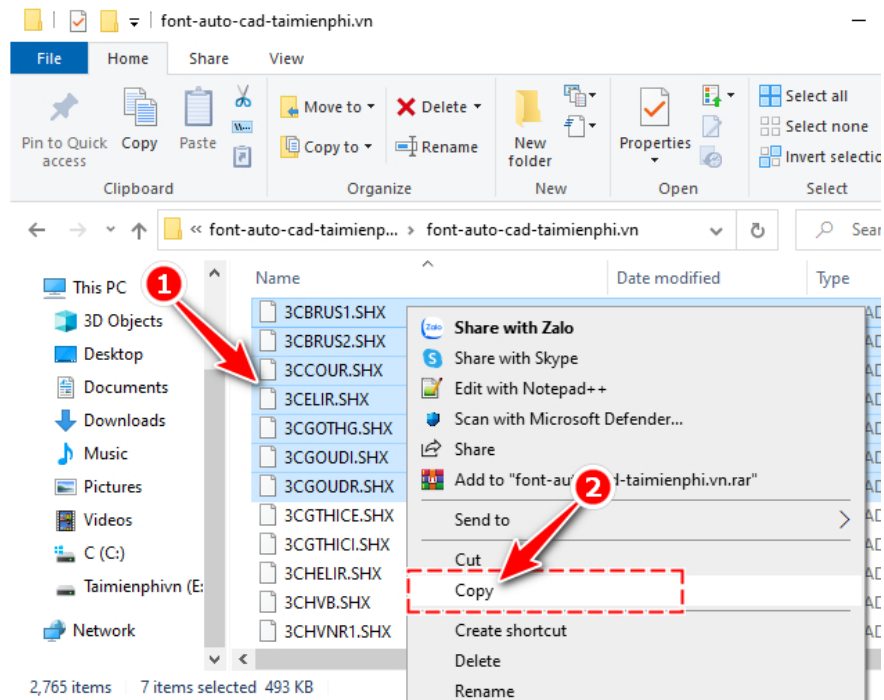 font-auto-cad-taimienphi.vn
File Home Share View
Pin to Quick access
Copy
Paste
Move to
Copy to
Delete
Rename
New folder
Properties
Select all
Select none
Invert selectio
Clipboard Organize New Open Select
« font-auto-cad-taimienp... › font-auto-cad-taimienphi.vn
Sear
This PC
3D Objects
Desktop
Documents
Downloads
Music
Pictures
Videos
C (C:)
Taimienphivn (E:
Network
1
Name Date modified Type
3CBRUS1.SHX
3CBRUS2.SHX
3CCOUR.SHX
3CELIR.SHX
3CGOTHG.SHX
3CGOUDI.SHX
3CGOUDR.SHX
3CGTHICE.SHX
3CGTHICI.SHX
3CHELIR.SHX
3CHVB.SHX
3CHVNR1.SHX
Zalo Share with Zalo
Share with Skype
Edit with Notepad++
Scan with Microsoft Defender...
Share
Add to "font-au d-taimienphi.vn.rar"
2
Send to
Cut
Copy
Create shortcut
Delete
Rename
2,765 items 7 items selected 493 KB